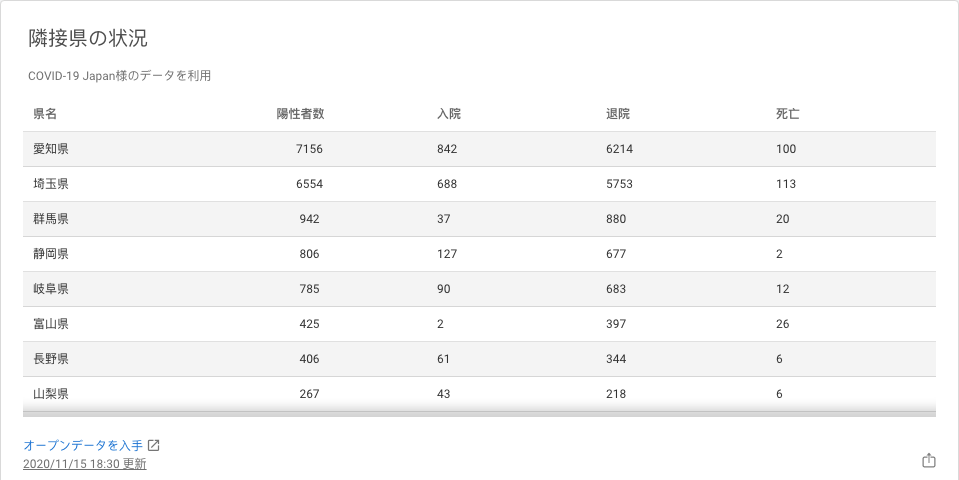 隣接県の状況
COVID-19 Japan様のデータを利用
県名 陽性者数 入院 退院 死亡
愛知県 7156 842 6214 100
埼玉県 6554 688 5753 113
群馬県 942 37 880 20
静岡県 806 127 677 2
岐阜県 785 90 683 12
富山県 425 2 397 26
長野県 406 61 344 6
山梨県 267 43 218 6
オープンデータを入手
2020/11/15 18:30 更新